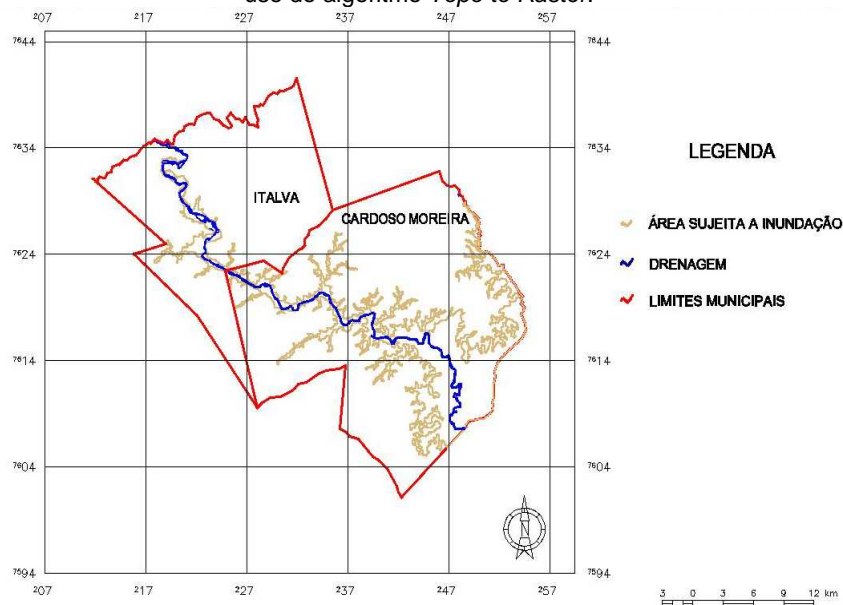 uso do algoritmo Topo to Raster.
207 217 227 237 247 257
7644 7644
7634 7634
7624 7624
7614 7614
7604 7604
7594 7594
207 217 227 237 247 257
ITALVA
CARDOSO MOREIRA
LEGENDA
ÁREA SUJEITA A INUNDAÇÃO
DRENAGEM
LIMITES MUNICIPAIS
N
3 0 3 6 9 12 km